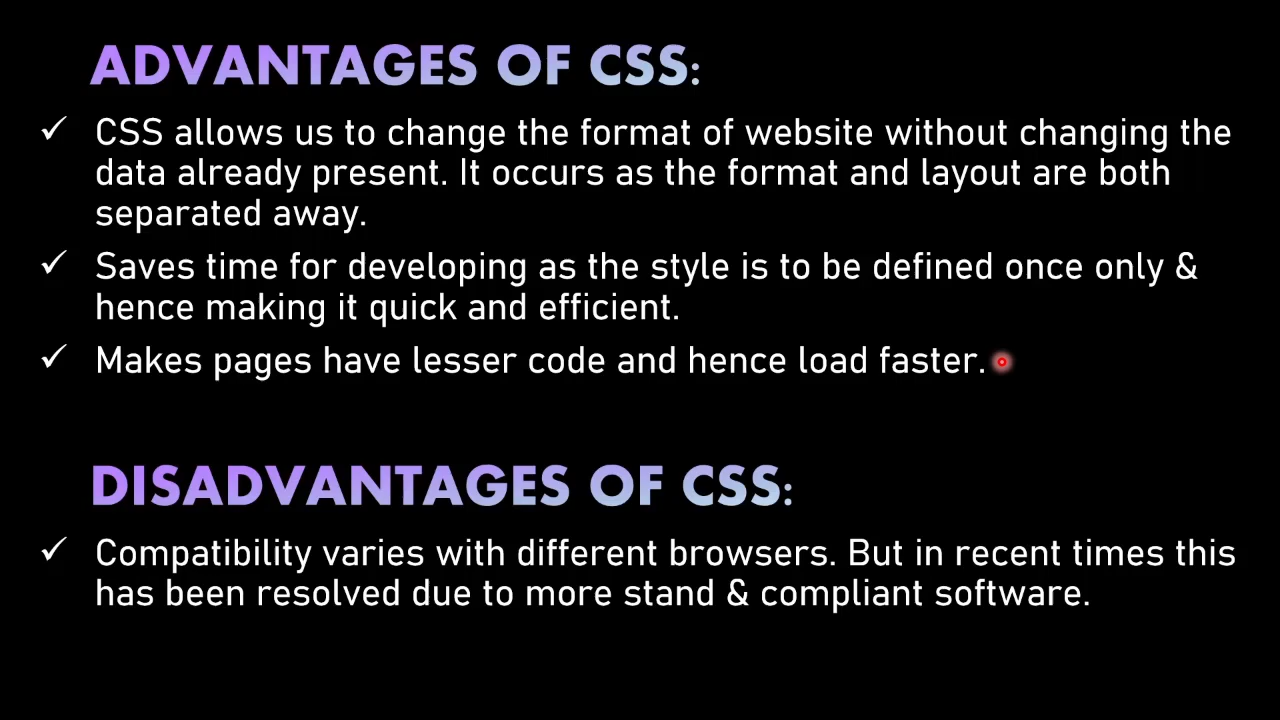 ADVANTAGES OF CSS:
✓ CSS allows us to change the format of website without changing the
data already present. It occurs as the format and layout are both
separated away.
✓ Saves time for developing as the style is to be defined once only &
hence making it quick and efficient.
✓ Makes pages have lesser code and hence load faster.
DISADVANTAGES OF CSS:
✓ Compatibility varies with different browsers. But in recent times this
has been resolved due to more stand & compliant software.